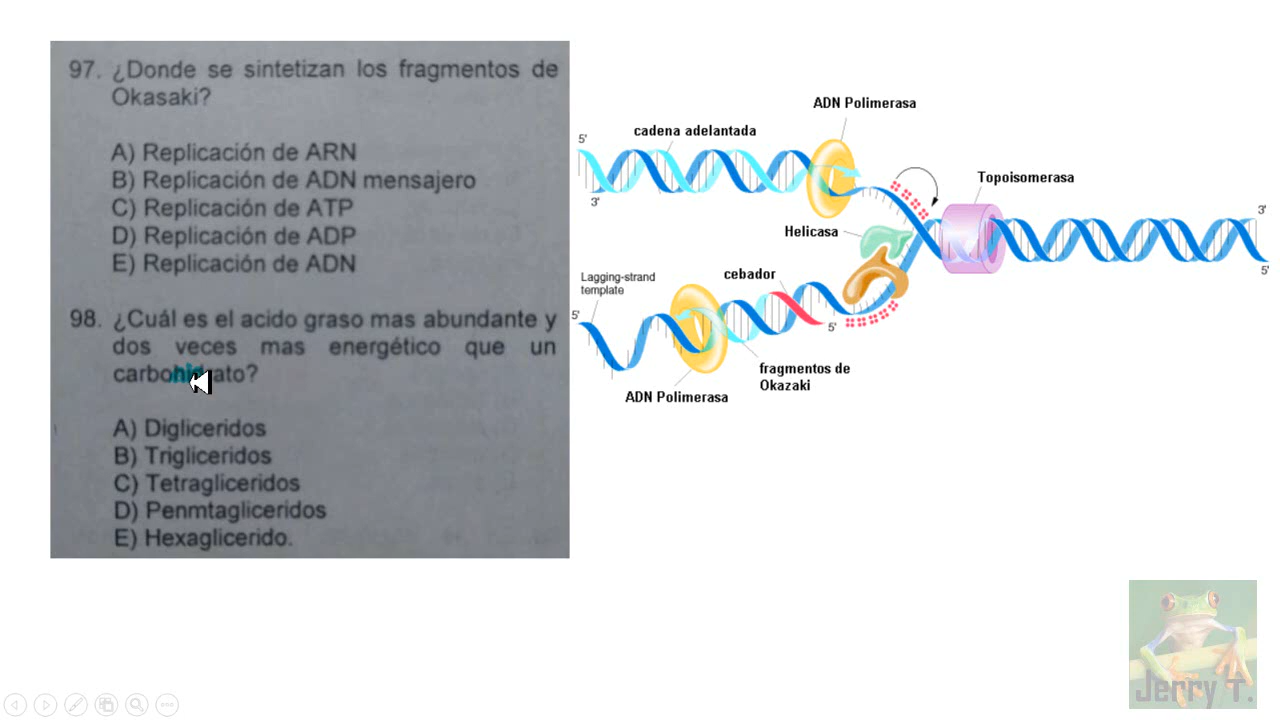 97. ¿Donde se sintetizan los fragmentos de
Okasaki?
A) Replicación de ARN
B) Replicación de ADN mensajero
C) Replicación de ATP
D) Replicación de ADP
E) Replicación de ADN
98. ¿Cuál es el acido graso mas abundante y
dos veces mas energético que un
carbohidrato?
A) Digliceridos
B) Trigliceridos
C) Tetragliceridos
D) Penmtagliceridos
E) Hexaglicerido.
ADN Polimerasa
cadena adelantada
5'
3'
Topoisomerasa
Helicasa
3'
5'
Lagging-strand
template
cebador
5'
5'
fragmentos de
Okazaki
ADN Polimerasa
Jerry T.